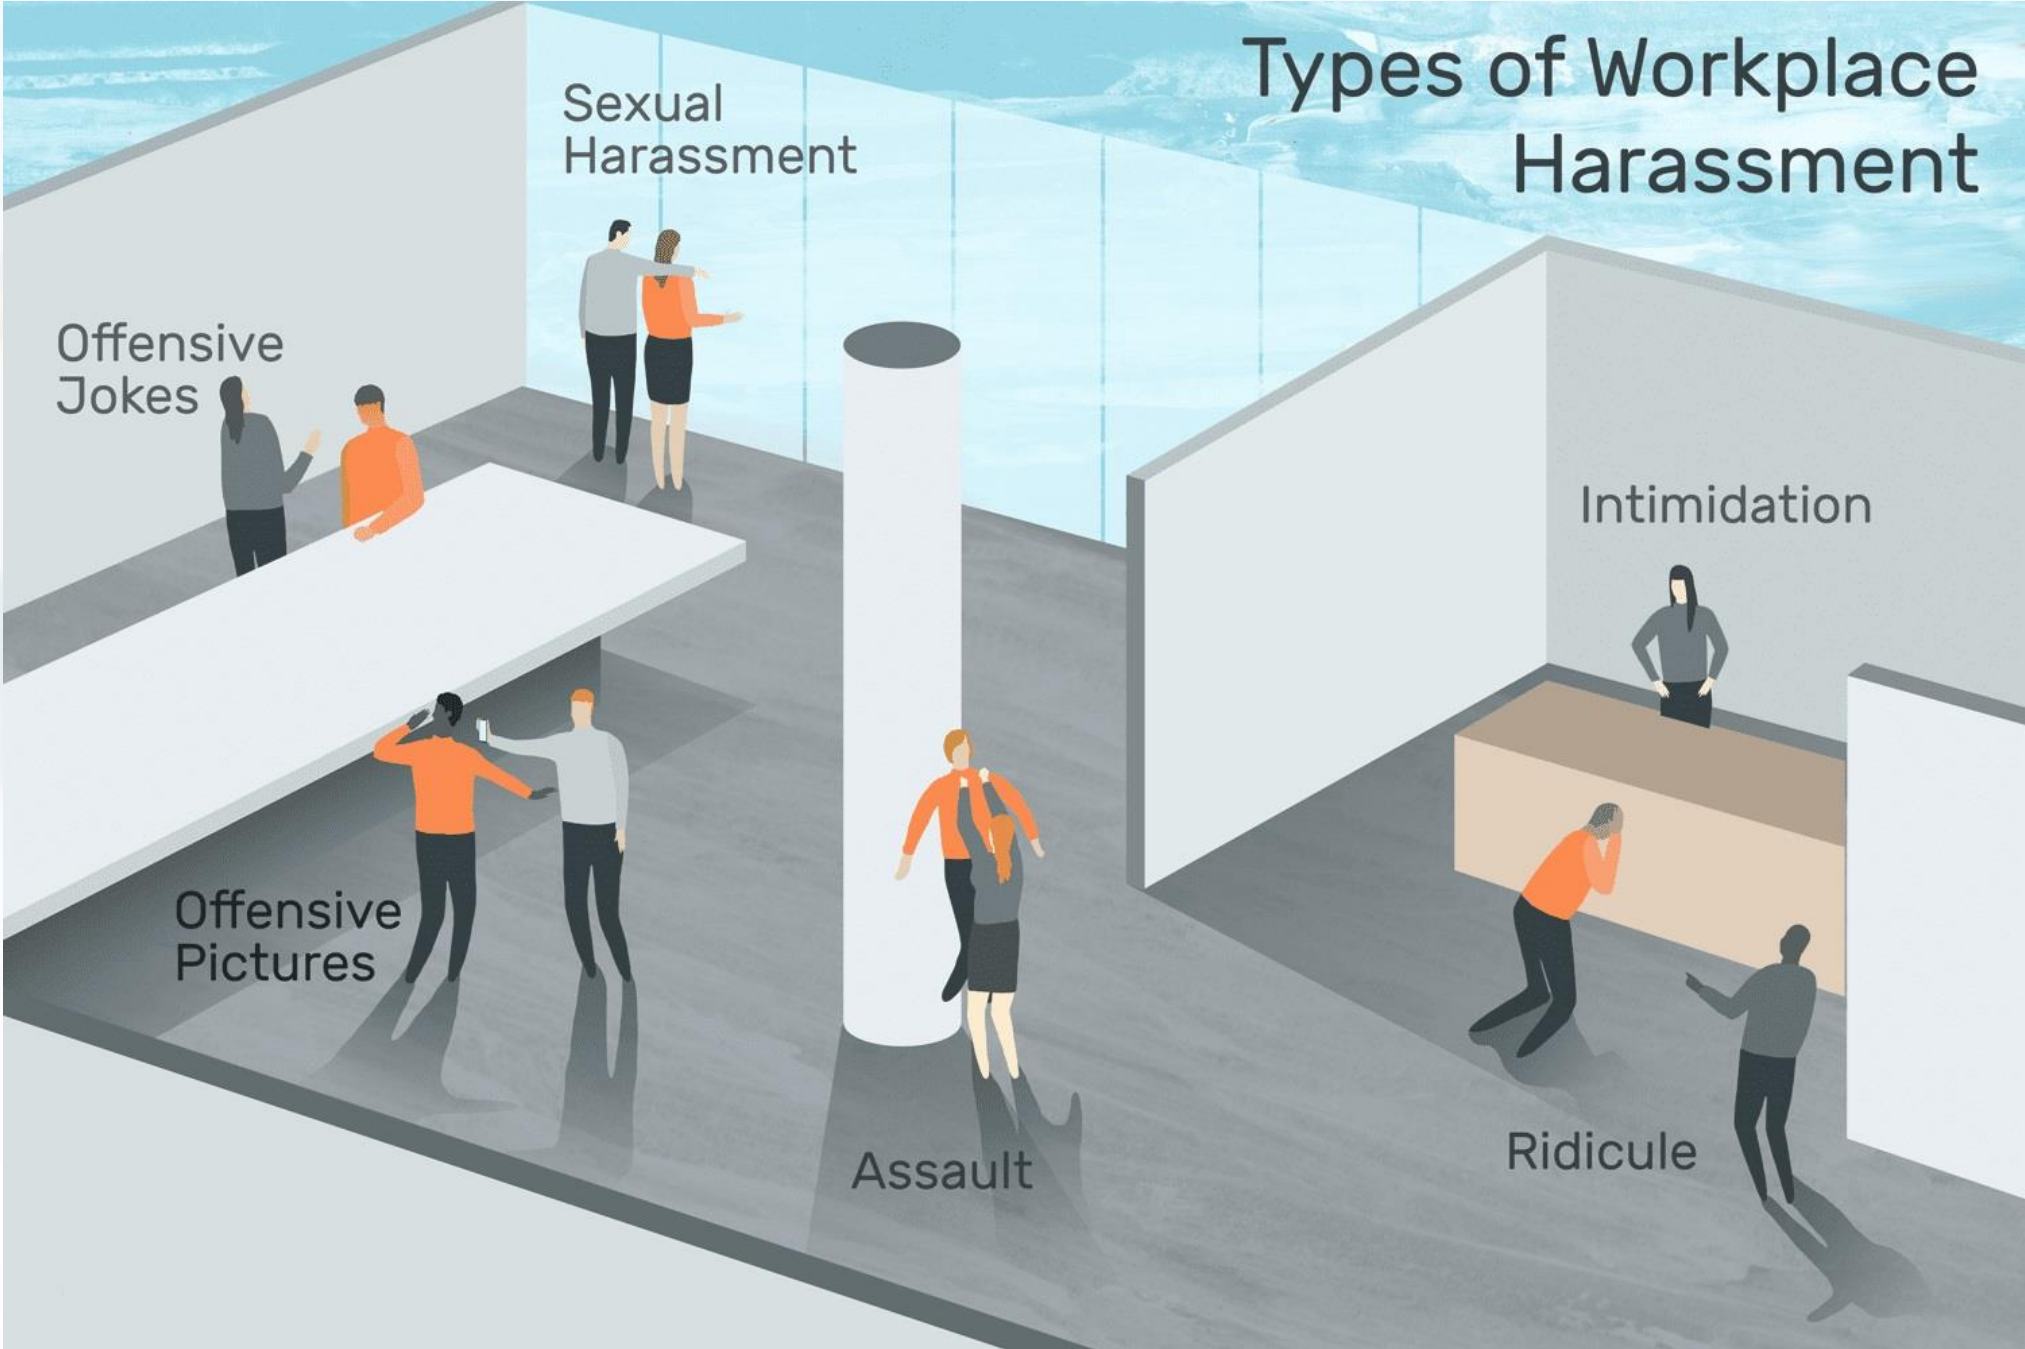 Types of Workplace
Harassment
Sexual
Harassment
Offensive
Jokes
Intimidation
Offensive
Pictures
Assault
Ridicule